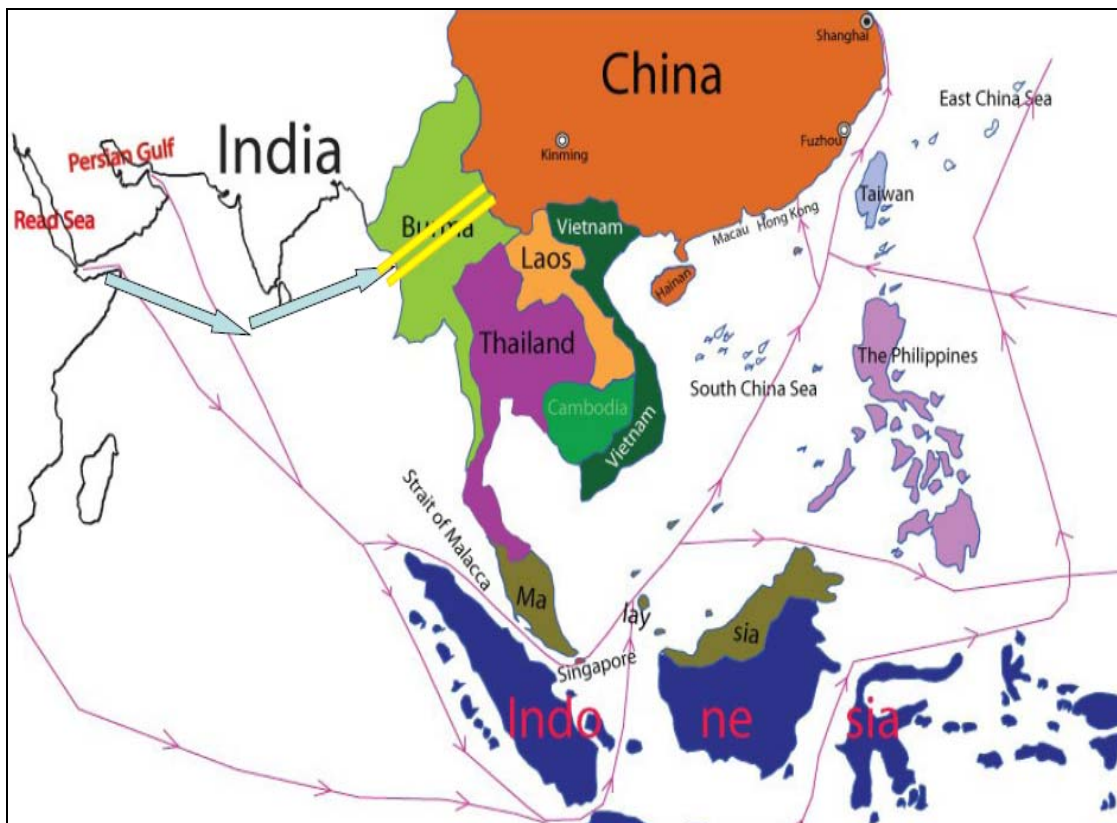 Shanghai
China
East China Sea
Kinming
Fuzhou
Persian Gulf
India
Read Sea
Taiwan
Burma
Vietnam
Macau Hong Kong
Laos
Hainan
Thailand
The Philippines
South China Sea
Cambodia
Vietnam
Strait of Malacca
Ma
lay
sia
Singapore
Indo
ne
sia